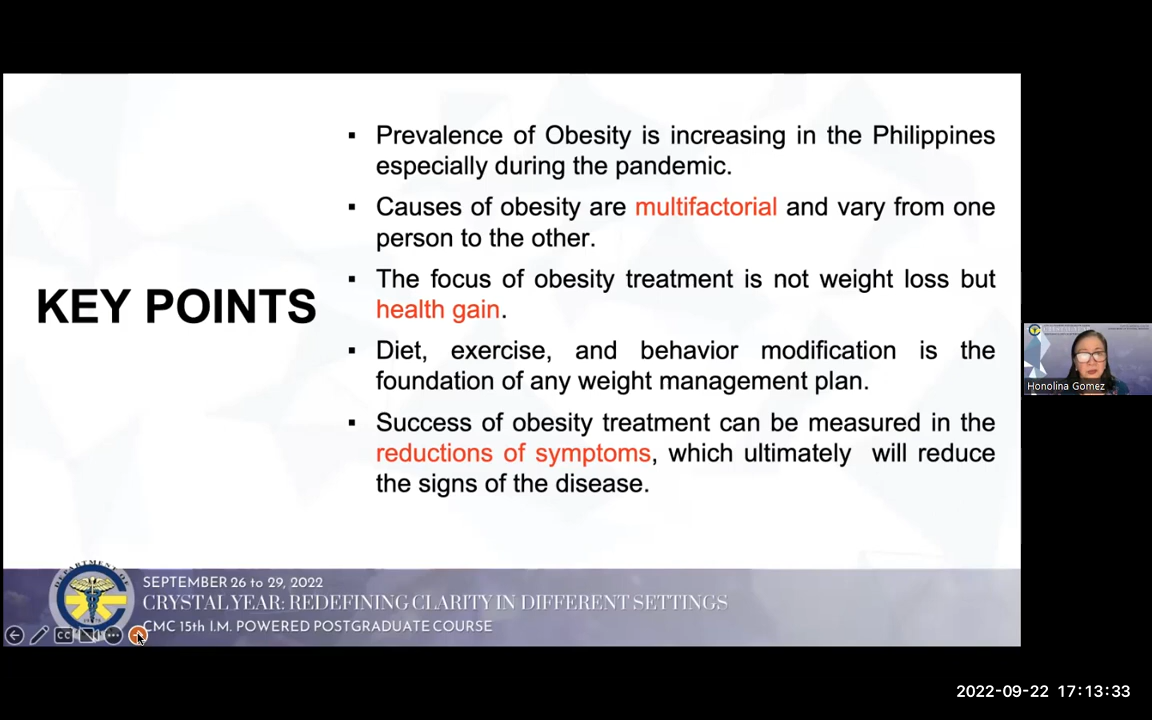 KEY POINTS
▪ Prevalence of Obesity is increasing in the Philippines
especially during the pandemic.
▪ Causes of obesity are multifactorial and vary from one
person to the other.
▪ The focus of obesity treatment is not weight loss but
health gain.
▪ Diet, exercise, and behavior modification is the
foundation of any weight management plan.
▪ Success of obesity treatment can be measured in the
reductions of symptoms, which ultimately will reduce
the signs of the disease.
Honolina Gomez
DEPARTMENT OF
SEPTEMBER 26 to 29, 2022
CRYSTAL YEAR: REDEFINING CLARITY IN DIFFERENT SETTINGS
CMC 15th I.M. POWERED POSTGRADUATE COURSE
CC
2022-09-22 17:13:33